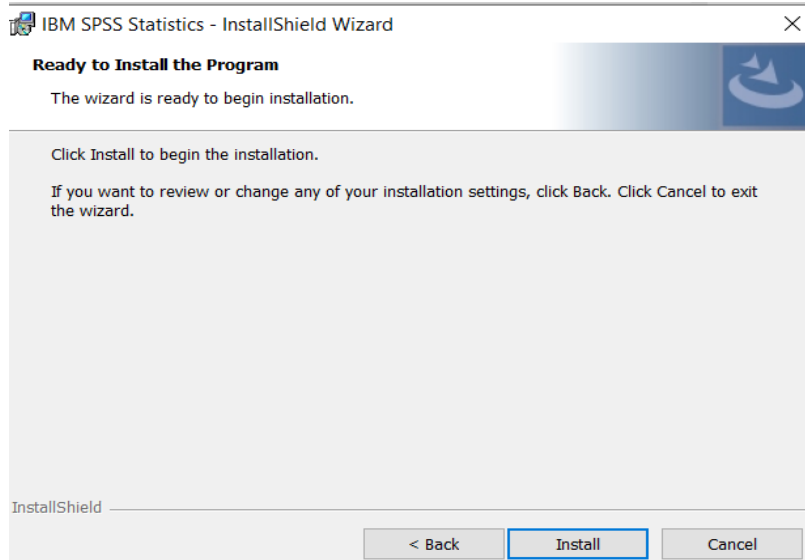 IBM SPSS Statistics - InstallShield Wizard
Ready to Install the Program
The wizard is ready to begin installation.
Click Install to begin the installation.
If you want to review or change any of your installation settings, click Back. Click Cancel to exit
the wizard.
InstallShield
< Back
Install
Cancel